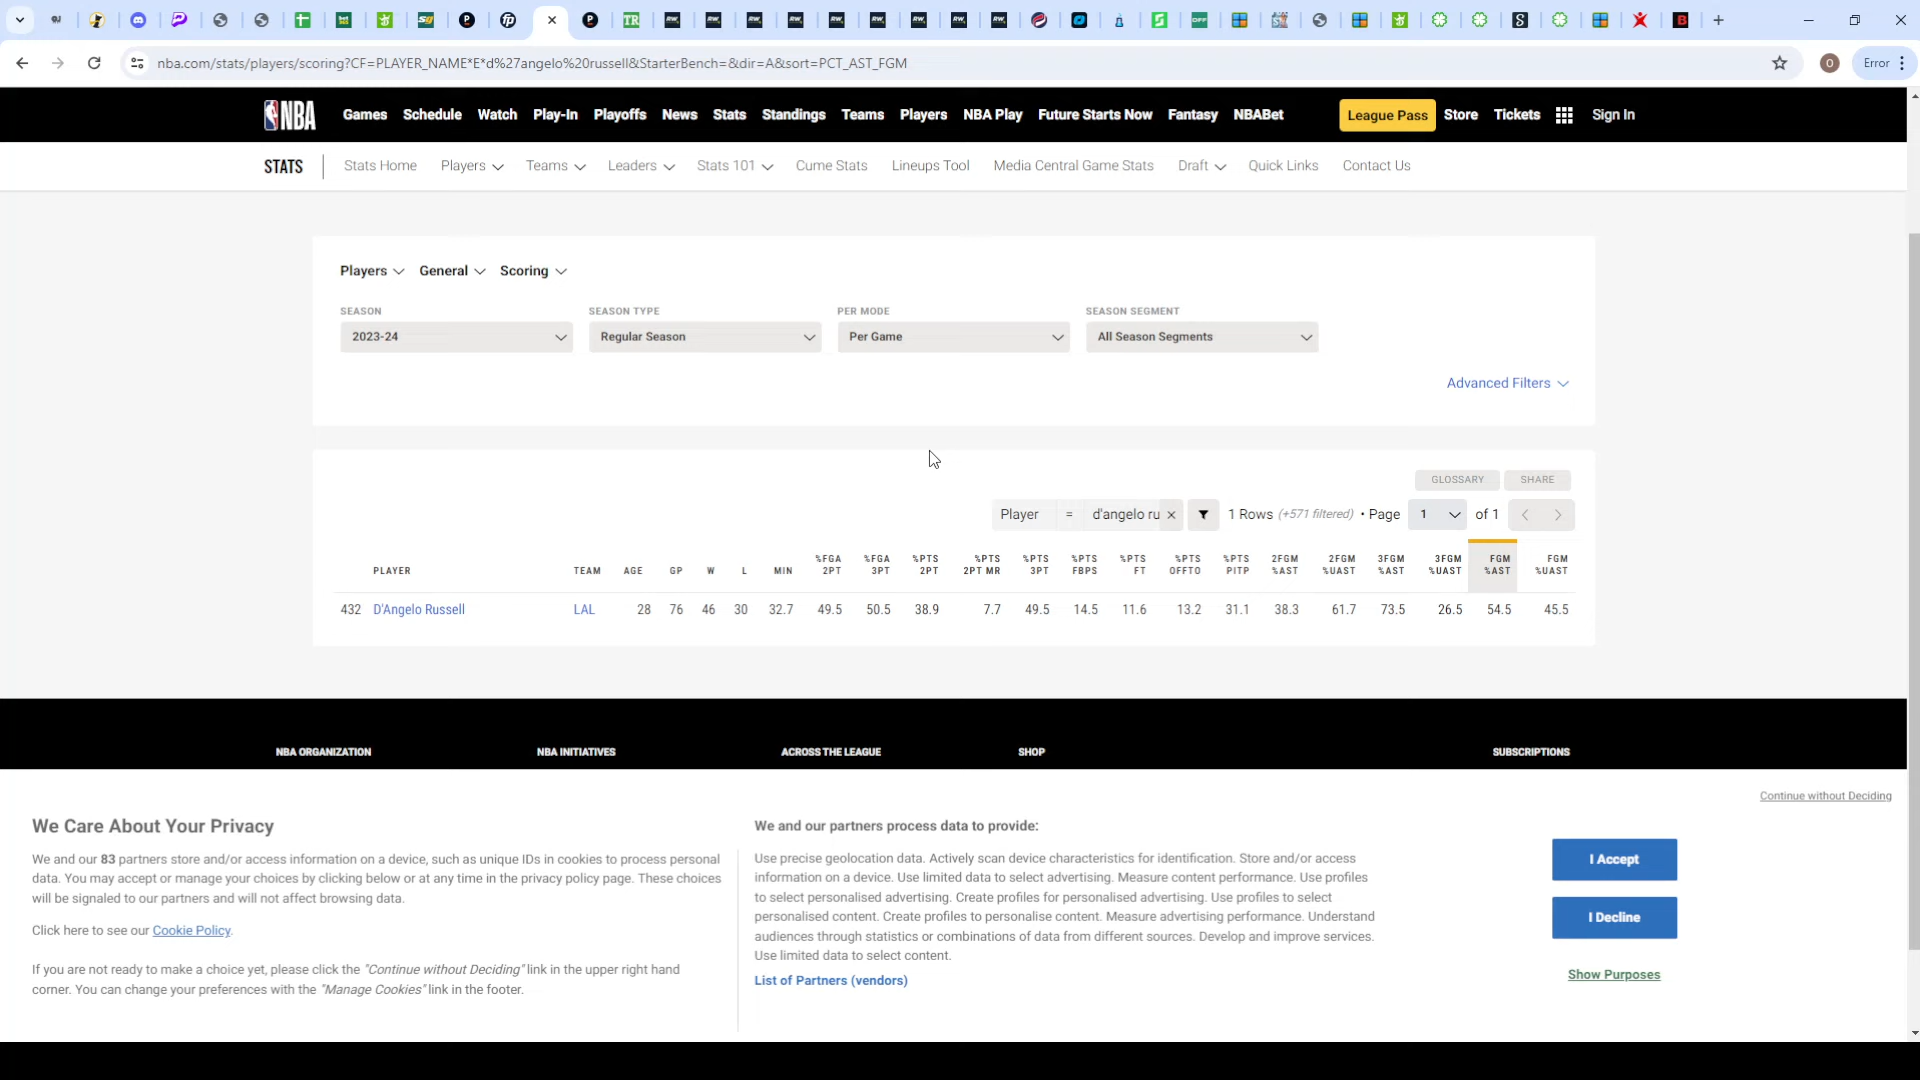 nba.com/stats/players/scoring?CF=PLAYER_NAME*E*d%27angelo%20russell&StarterBench=&dir=A&sort=PCT_AST_FGM
O Error
NBA Games Schedule Watch Play-In Playoffs News Stats Standings Teams Players NBA Play Future Starts Now Fantasy NBABet League Pass Store Tickets Sign In
STATS Stats Home Players Teams Leaders Stats 101 Cume Stats Lineups Tool Media Central Game Stats Draft Quick Links Contact Us
Players General Scoring
SEASON SEASON TYPE PER MODE SEASON SEGMENT
2023-24 Regular Season Per Game All Season Segments
Advanced Filters
GLOSSARY SHARE
Player = d'angelo ru × 1 Rows (+571 filtered) • Page 1 of 1
%FGA %FGA %PTS %PTS %PTS %PTS %PTS %PTS %PTS 2FGM 2FGM 3FGM 3FGM FGM FGM
PLAYER TEAM AGE GP W L MIN 2PT 3PT 2PT 2PT MR 3PT FBPS FT OFFTO PITP %AST %UAST %AST %UAST %AST %UAST
432 D'Angelo Russell LAL 28 76 46 30 32.7 49.5 50.5 38.9 7.7 49.5 14.5 11.6 13.2 31.1 38.3 61.7 73.5 26.5 54.5 45.5
NBA ORGANIZATION NBA INITIATIVES ACROSS THE LEAGUE SHOP SUBSCRIPTIONS
Continue without Deciding
We Care About Your Privacy
We and our 83 partners store and/or access information on a device, such as unique IDs in cookies to process personal
data. You may accept or manage your choices by clicking below or at any time in the privacy policy page. These choices
will be signaled to our partners and will not affect browsing data.
Click here to see our Cookie Policy.
If you are not ready to make a choice yet, please click the "Continue without Deciding" link in the upper right hand
corner. You can change your preferences with the "Manage Cookies" link in the footer.
We and our partners process data to provide:
Use precise geolocation data. Actively scan device characteristics for identification. Store and/or access
information on a device. Use limited data to select advertising. Measure content performance. Use profiles
to select personalised advertising. Create profiles for personalised advertising. Use profiles to select
personalised content. Create profiles to personalise content. Measure advertising performance. Understand
audiences through statistics or combinations of data from different sources. Develop and improve services.
Use limited data to select content.
List of Partners (vendors)
I Accept
I Decline
Show Purposes